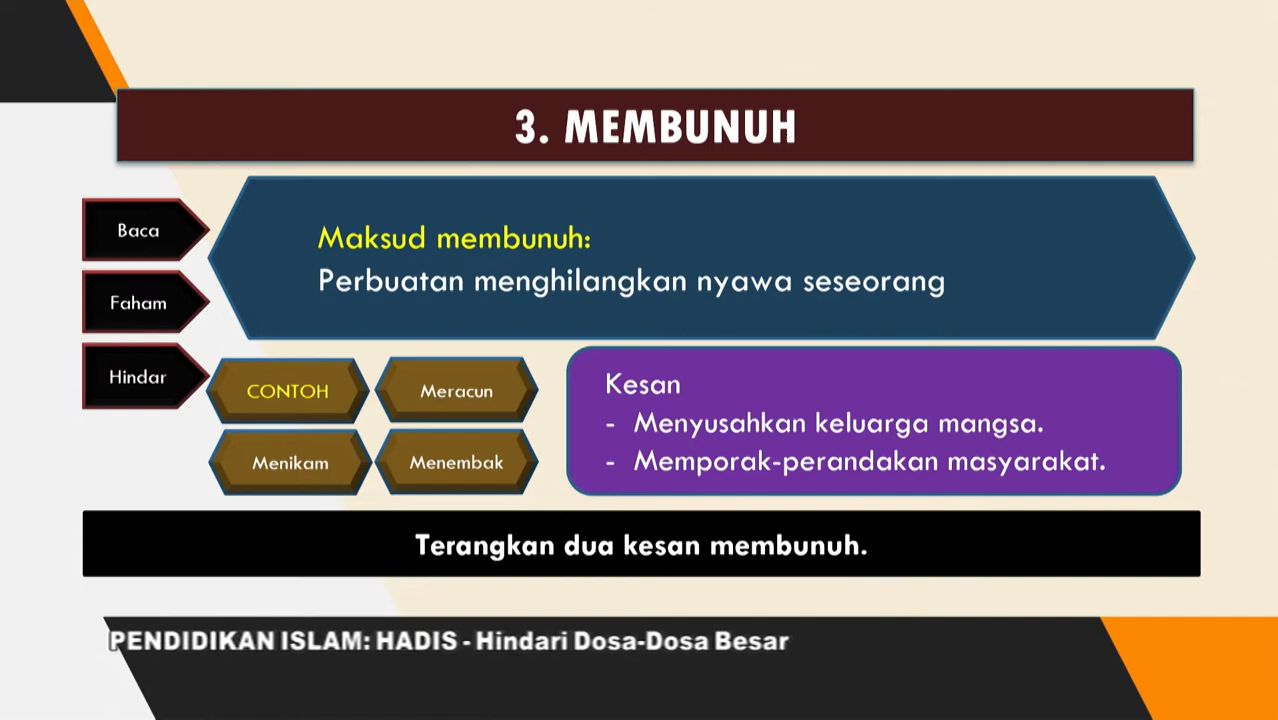 3. MEMBUNUH
Baca
Faham
Hindar
Maksud membunuh:
Perbuatan menghilangkan nyawa seseorang
CONTOH
Meracun
Menikam
Menembak
Kesan
- Menyusahkan keluarga mangsa.
- Memporak-perandakan masyarakat.
Terangkan dua kesan membunuh.
PENDIDIKAN ISLAM: HADIS - Hindari Dosa-Dosa Besar